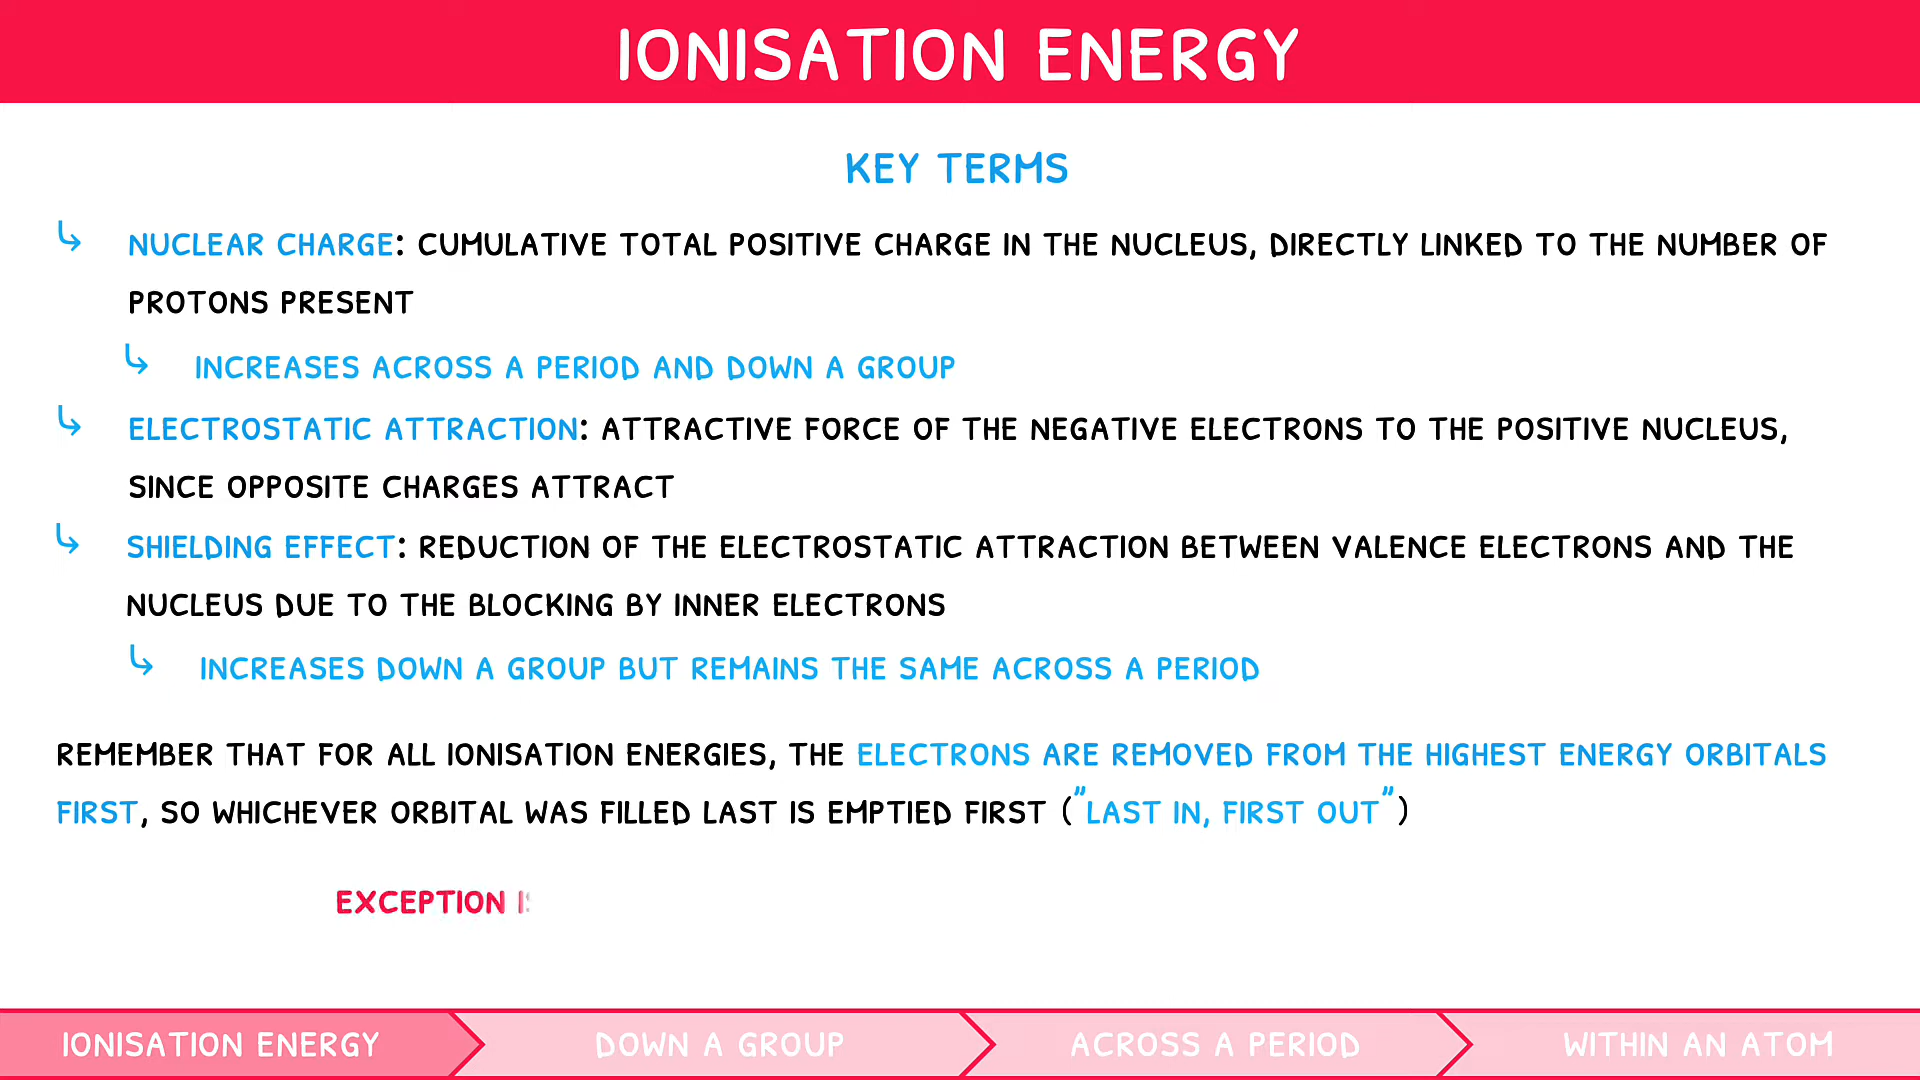 IONISATION ENERGY
KEY TERMS
NUCLEAR CHARGE: CUMULATIVE TOTAL POSITIVE CHARGE IN THE NUCLEUS, DIRECTLY LINKED TO THE NUMBER OF
PROTONS PRESENT
INCREASES ACROSS A PERIOD AND DOWN A GROUP
ELECTROSTATIC ATTRACTION: ATTRACTIVE FORCE OF THE NEGATIVE ELECTRONS TO THE POSITIVE NUCLEUS,
SINCE OPPOSITE CHARGES ATTRACT
SHIELDING EFFECT: REDUCTION OF THE ELECTROSTATIC ATTRACTION BETWEEN VALENCE ELECTRONS AND THE
NUCLEUS DUE TO THE BLOCKING BY INNER ELECTRONS
INCREASES DOWN A GROUP BUT REMAINS THE SAME ACROSS A PERIOD
REMEMBER THAT FOR ALL IONISATION ENERGIES, THE ELECTRONS ARE REMOVED FROM THE HIGHEST ENERGY ORBITALS
FIRST, SO WHICHEVER ORBITAL WAS FILLED LAST IS EMPTIED FIRST ("LAST IN, FIRST OUT")
EXCEPTION
IONISATION ENERGY
DOWN A GROUP
ACROSS A PERIOD
WITHIN AN ATOM